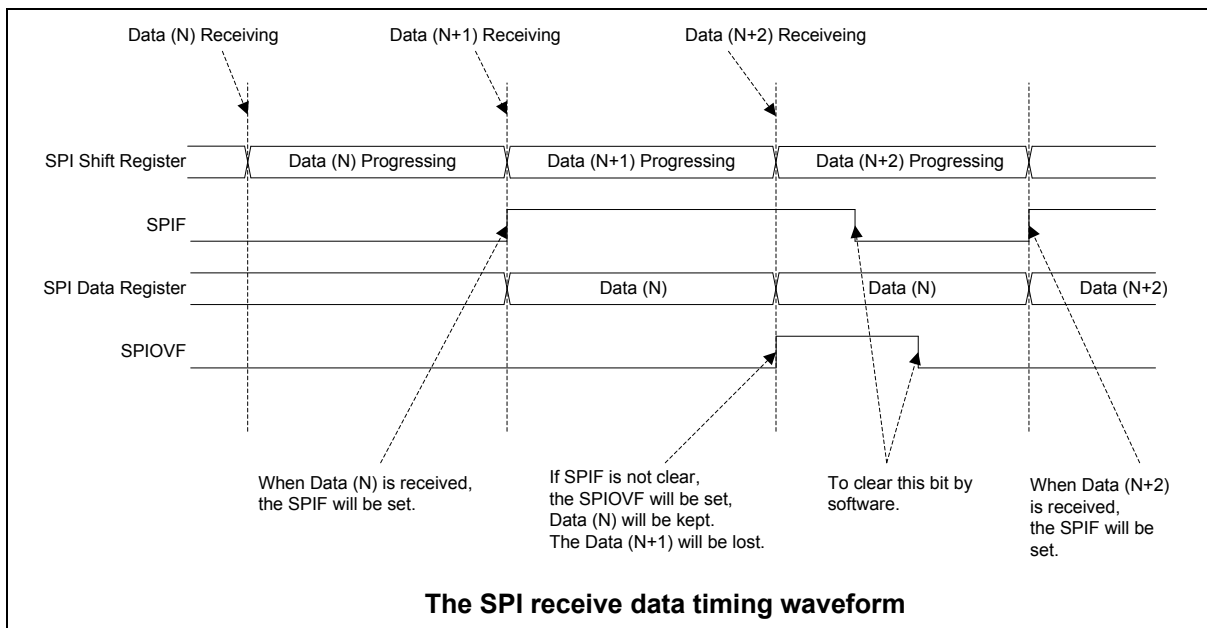 Data (N) Receiving
Data (N+1) Receiving
Data (N+2) Receiveing
SPI Shift Register
Data (N) Progressing
Data (N+1) Progressing
Data (N+2) Progressing
SPIF
SPI Data Register
Data (N)
Data (N)
Data (N+2)
SPIOVF
When Data (N) is received,
the SPIF will be set.
If SPIF is not clear,
the SPIOVF will be set,
Data (N) will be kept.
The Data (N+1) will be lost.
To clear this bit by
software.
When Data (N+2)
is received,
the SPIF will be
set.
The SPI receive data timing waveform